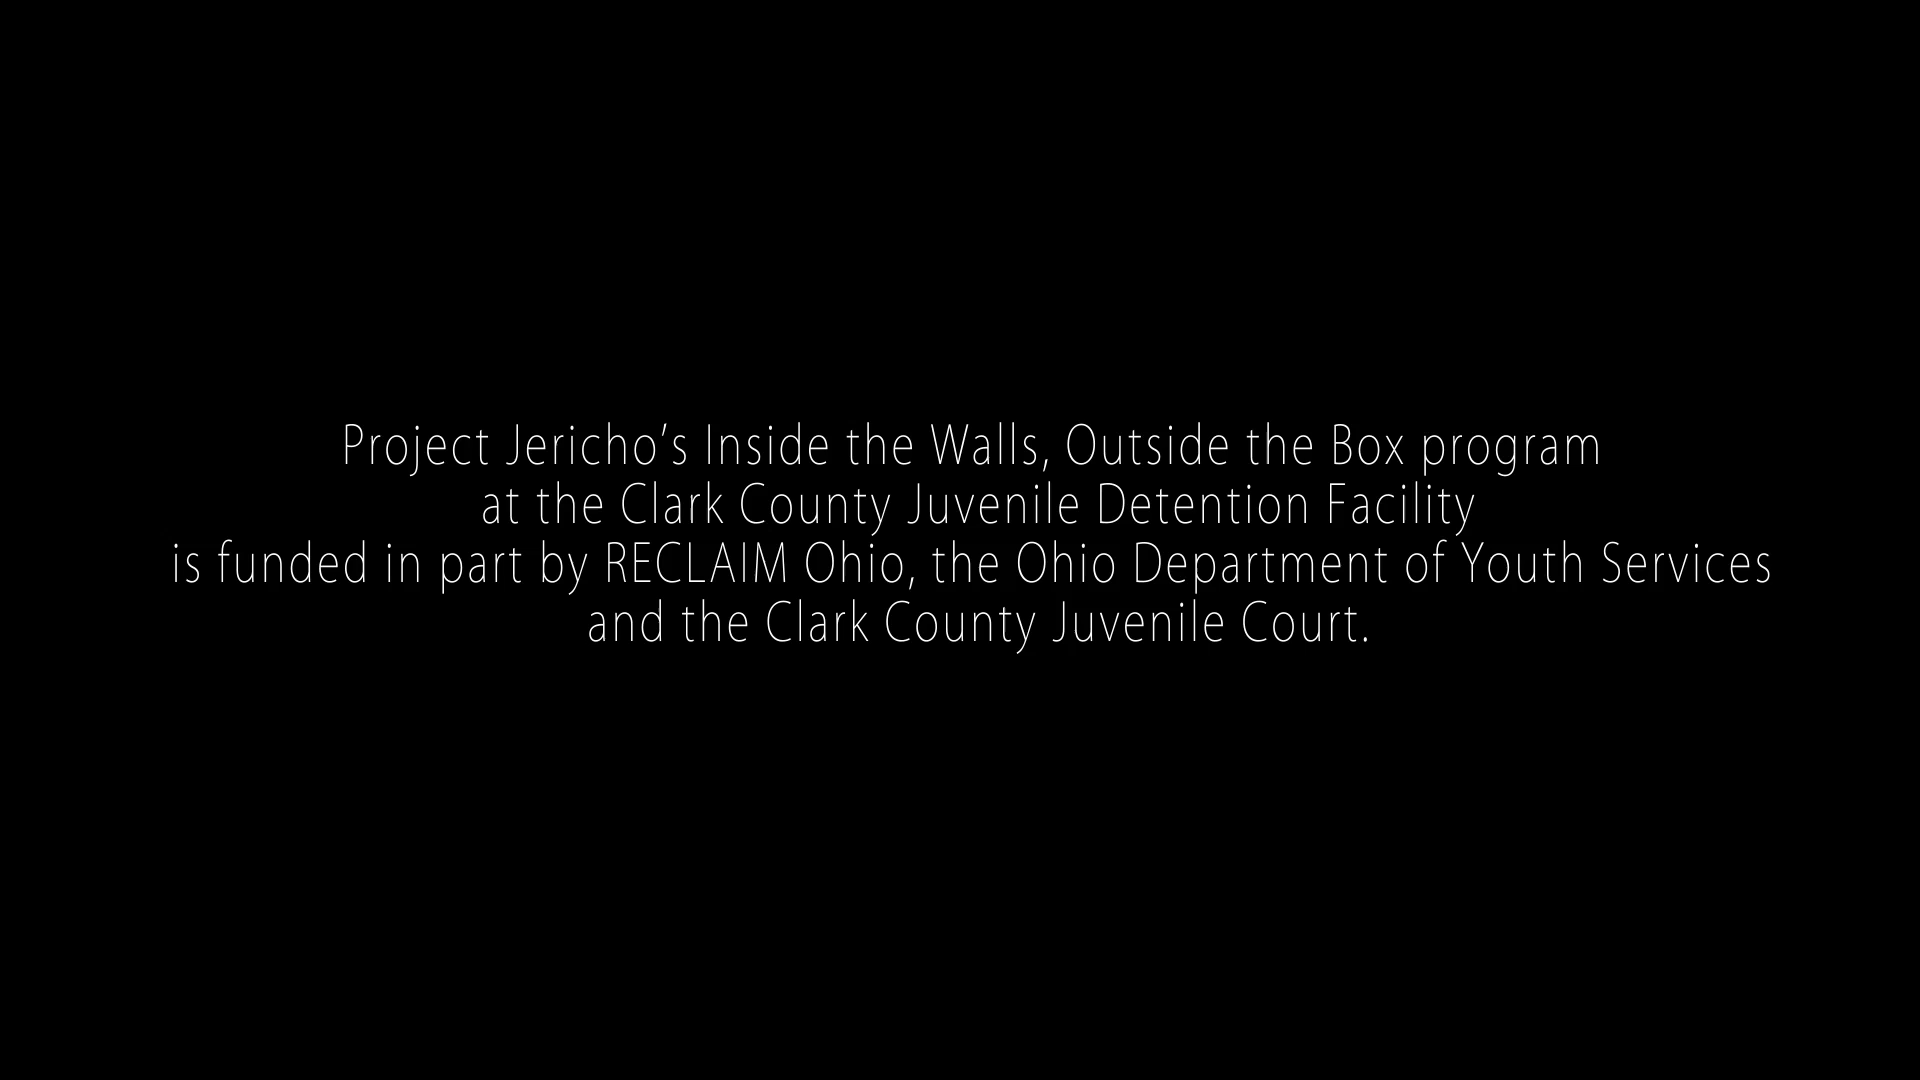 Project Jericho’s Inside the Walls, Outside the Box program
at the Clark County Juvenile Detention Facility
is funded in part by RECLAIM Ohio, the Ohio Department of Youth Services
and the Clark County Juvenile Court.